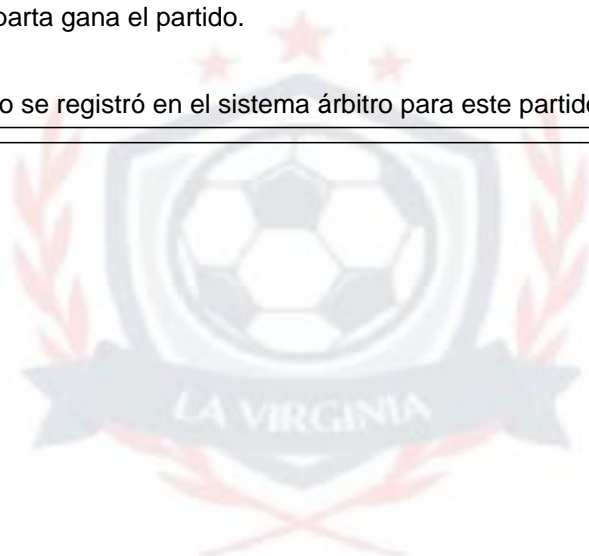 parta gana el partido.
o se registró en el sistema árbitro para este partido
LA VIRGINIA